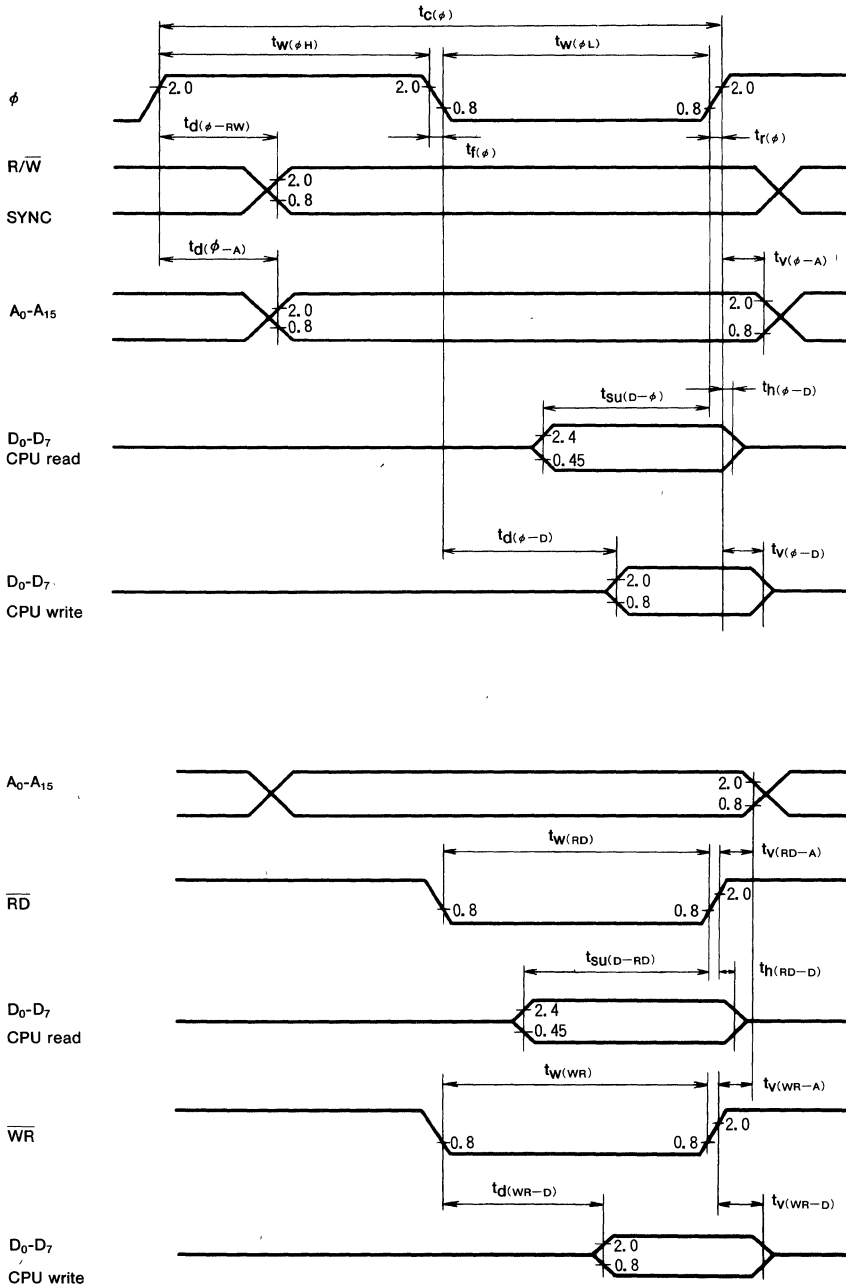 tC(φ)
tW(φH) tW(φL)
φ 2.0 2.0 0.8 0.8 2.0
td(φ−RW) tf(φ) tr(φ)
R/W̅ 2.0
SYNC 0.8
td(φ−A) tV(φ−A)
A₀-A₁₅ 2.0 2.0
0.8 0.8
tsu(D−φ) th(φ−D)
D₀-D₇ 2.4
CPU read 0.45
td(φ−D) tV(φ−D)
D₀-D₇ 2.0
CPU write 0.8
A₀-A₁₅ 2.0
0.8
tW(RD) tV(RD−A)
R̅D̅ 0.8 0.8 2.0
tsu(D−RD) th(RD−D)
D₀-D₇ 2.4
CPU read 0.45
tW(WR) tV(WR−A)
W̅R̅ 0.8 0.8 2.0
td(WR−D) tV(WR−D)
D₀-D₇ 2.0
CPU write 0.8